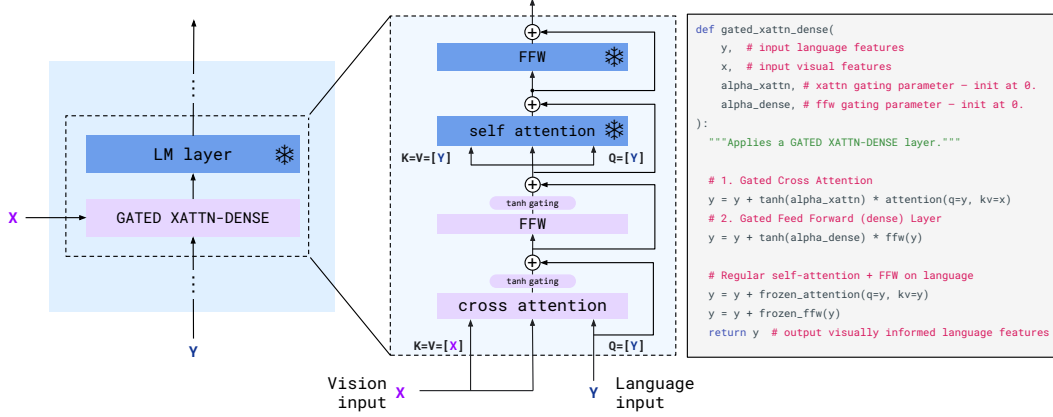 LM layer
X
GATED XATTN-DENSE
Y
FFW
self attention
K=V=[Y]
Q=[Y]
tanh gating
FFW
tanh gating
cross attention
K=V=[X]
Q=[Y]
Vision
input
X
Y
Language
input
def gated_xattn_dense(
y, # input language features
x, # input visual features
alpha_xattn, # xattn gating parameter – init at 0.
alpha_dense, # ffw gating parameter – init at 0.
):
"""Applies a GATED XATTN-DENSE layer."""
# 1. Gated Cross Attention
y = y + tanh(alpha_xattn) * attention(q=y, kv=x)
# 2. Gated Feed Forward (dense) Layer
y = y + tanh(alpha_dense) * ffw(y)
# Regular self-attention + FFW on language
y = y + frozen_attention(q=y, kv=y)
y = y + frozen_ffw(y)
return y # output visually informed language features